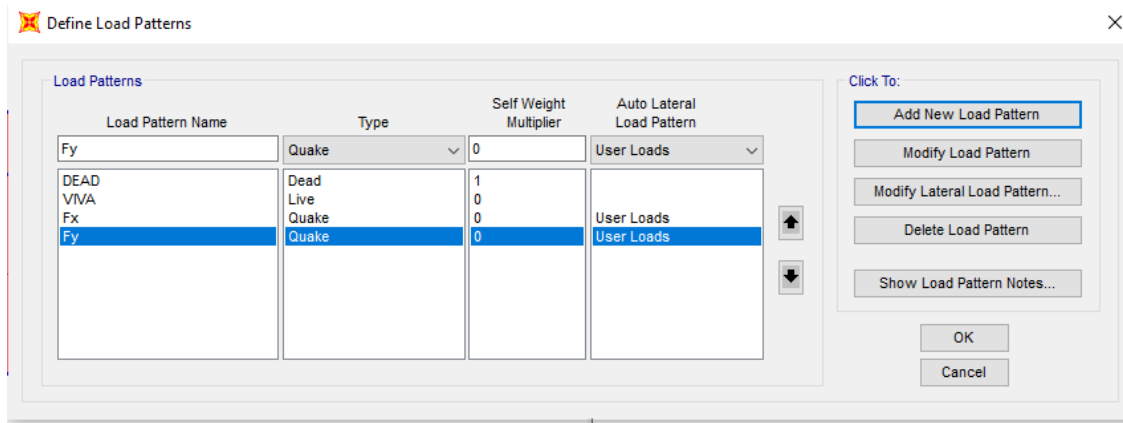 Define Load Patterns
Load Patterns
Click To:
Load Pattern Name Type Self Weight Multiplier Auto Lateral Load Pattern
Fy Quake 0 User Loads
DEAD Dead 1
VIVA Live 0
Fx Quake 0 User Loads
Fy Quake 0 User Loads
Add New Load Pattern
Modify Load Pattern
Modify Lateral Load Pattern...
Delete Load Pattern
Show Load Pattern Notes...
OK
Cancel